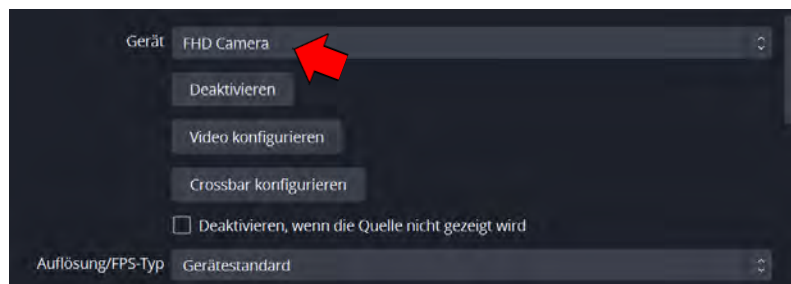 Gerät FHD Camera
Deaktivieren
Video konfigurieren
Crossbar konfigurieren
Deaktivieren, wenn die Quelle nicht gezeigt wird
Auflösung/FPS-Typ Gerätestandard